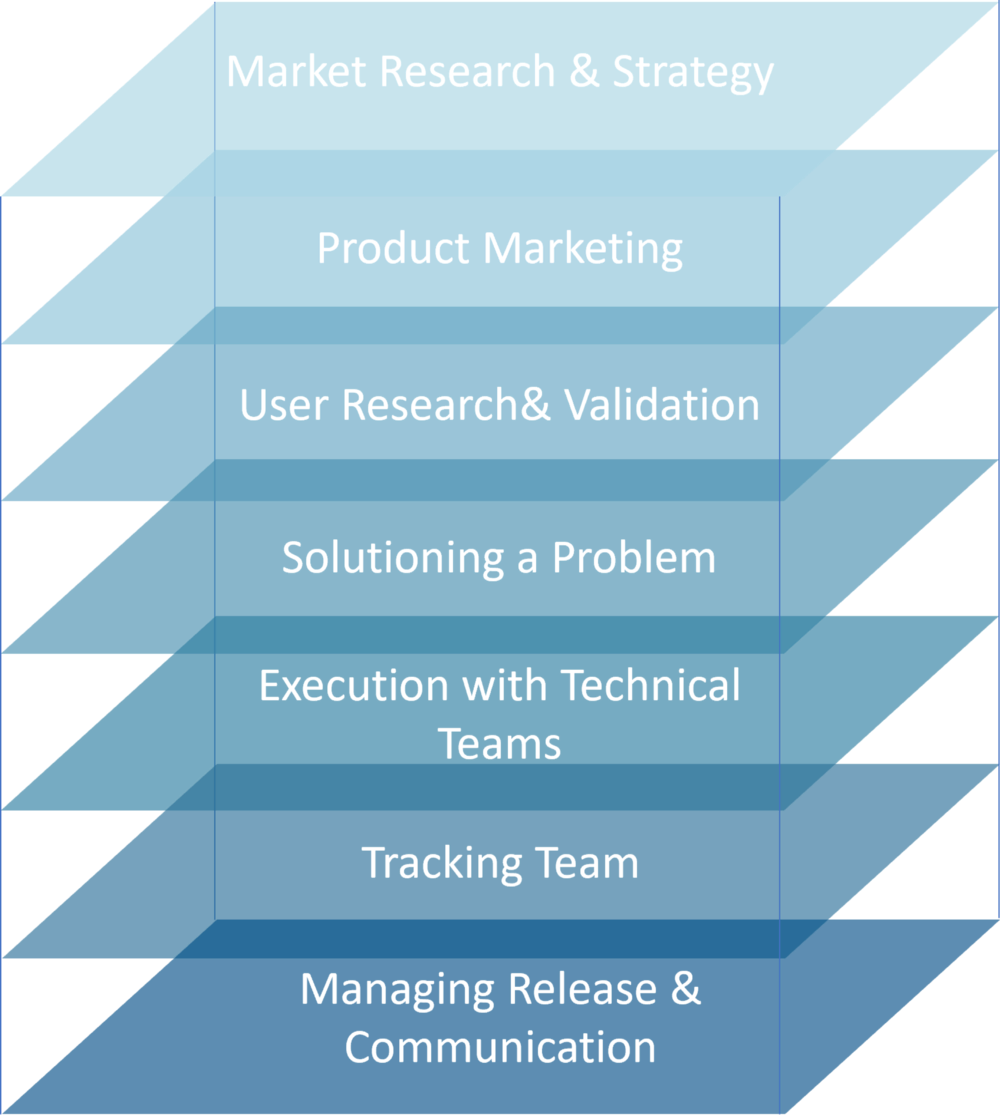 Market Research & Strategy
Product Marketing
User Research& Validation
Solutioning a Problem
Execution with Technical
Teams
Tracking Team
Managing Release &
Communication